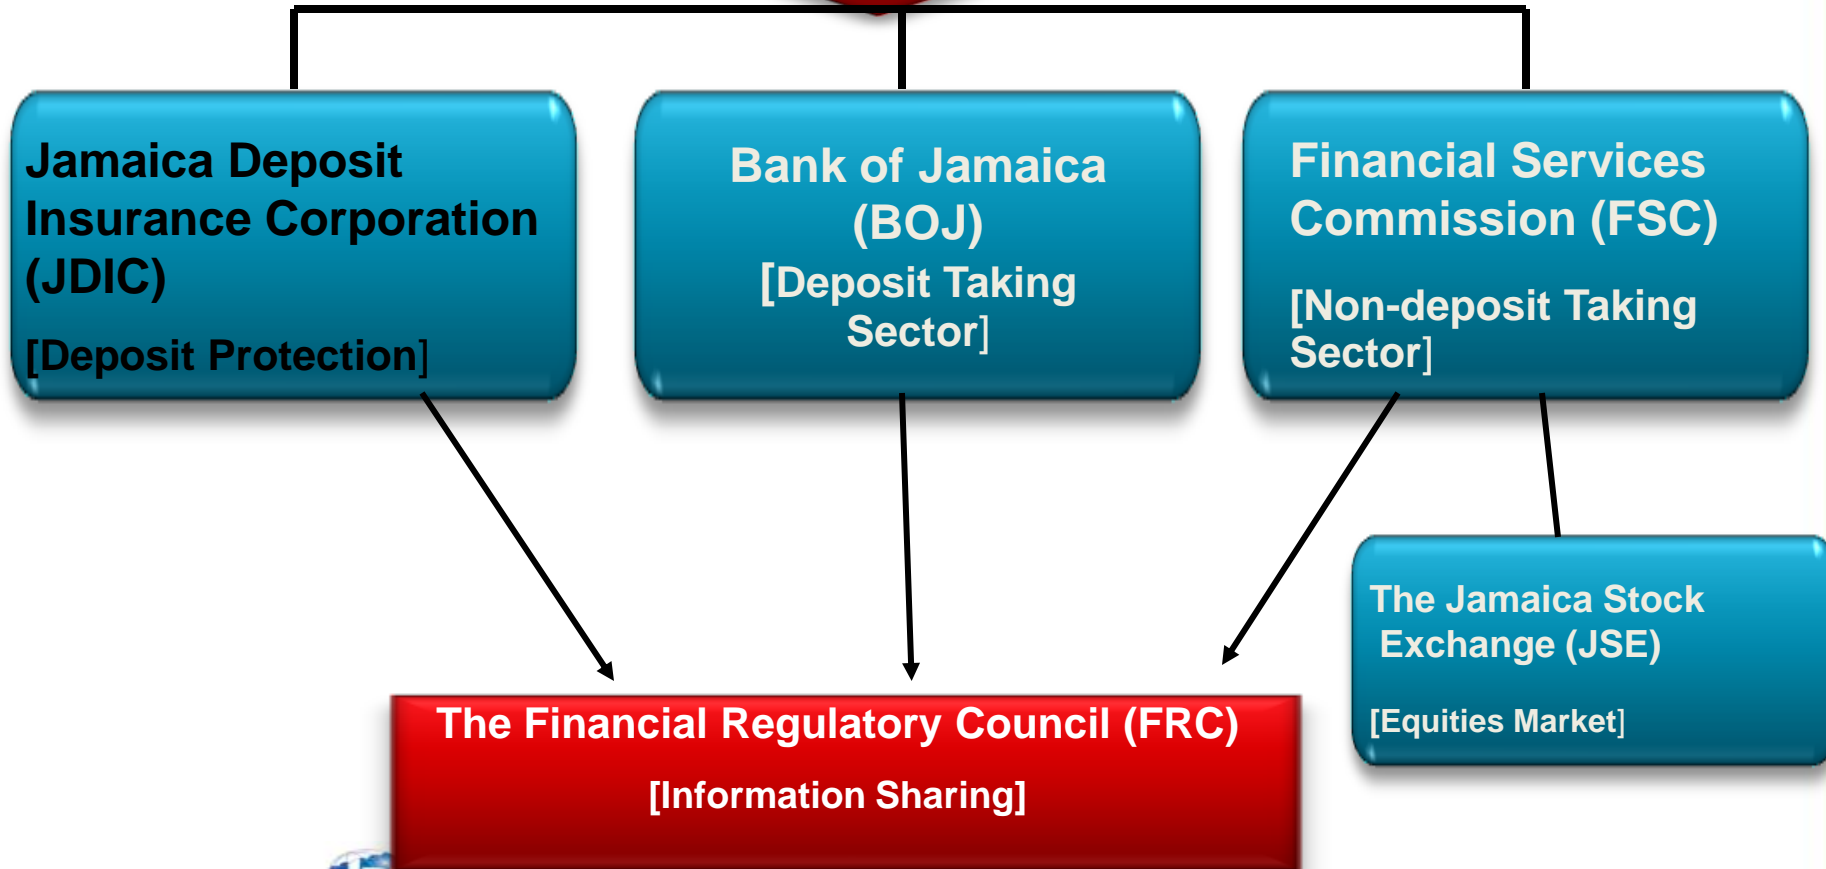 Jamaica Deposit
Insurance Corporation
(JDIC)
[Deposit Protection]
Bank of Jamaica
(BOJ)
[Deposit Taking
Sector]
Financial Services
Commission (FSC)
[Non-deposit Taking
Sector]
The Jamaica Stock
Exchange (JSE)
[Equities Market]
The Financial Regulatory Council (FRC)
[Information Sharing]